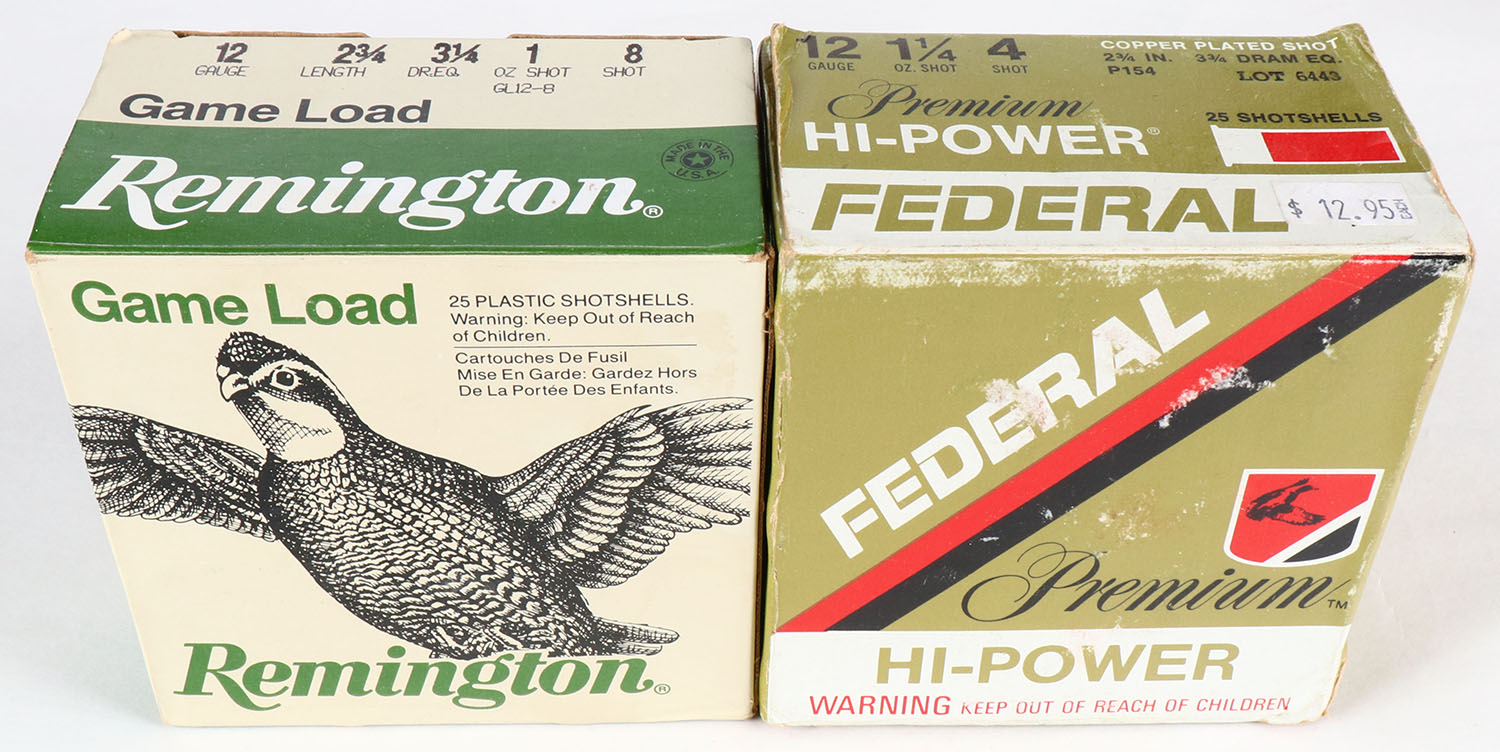 12 2¾ 3¼ 1 8
GAUGE LENGTH DR.EQ. OZ SHOT SHOT
GL12-8
Game Load
Remington®
MADE IN THE
U.S.A.
Game Load
25 PLASTIC SHOTSHELLS.
Warning: Keep Out of Reach
of Children.
Cartouches De Fusil
Mise En Garde: Gardez Hors
De La Portée Des Enfants.
Remington®
12 1¼ 4
GAUGE OZ. SHOT SHOT
COPPER PLATED SHOT
2¾ IN. 3¾ DRAM EQ.
P154 LOT 6443
Premium
HI-POWER®
25 SHOTSHELLS
FEDERAL
$ 12.95
FEDERAL
Premium™
HI-POWER
WARNING KEEP OUT OF REACH OF CHILDREN